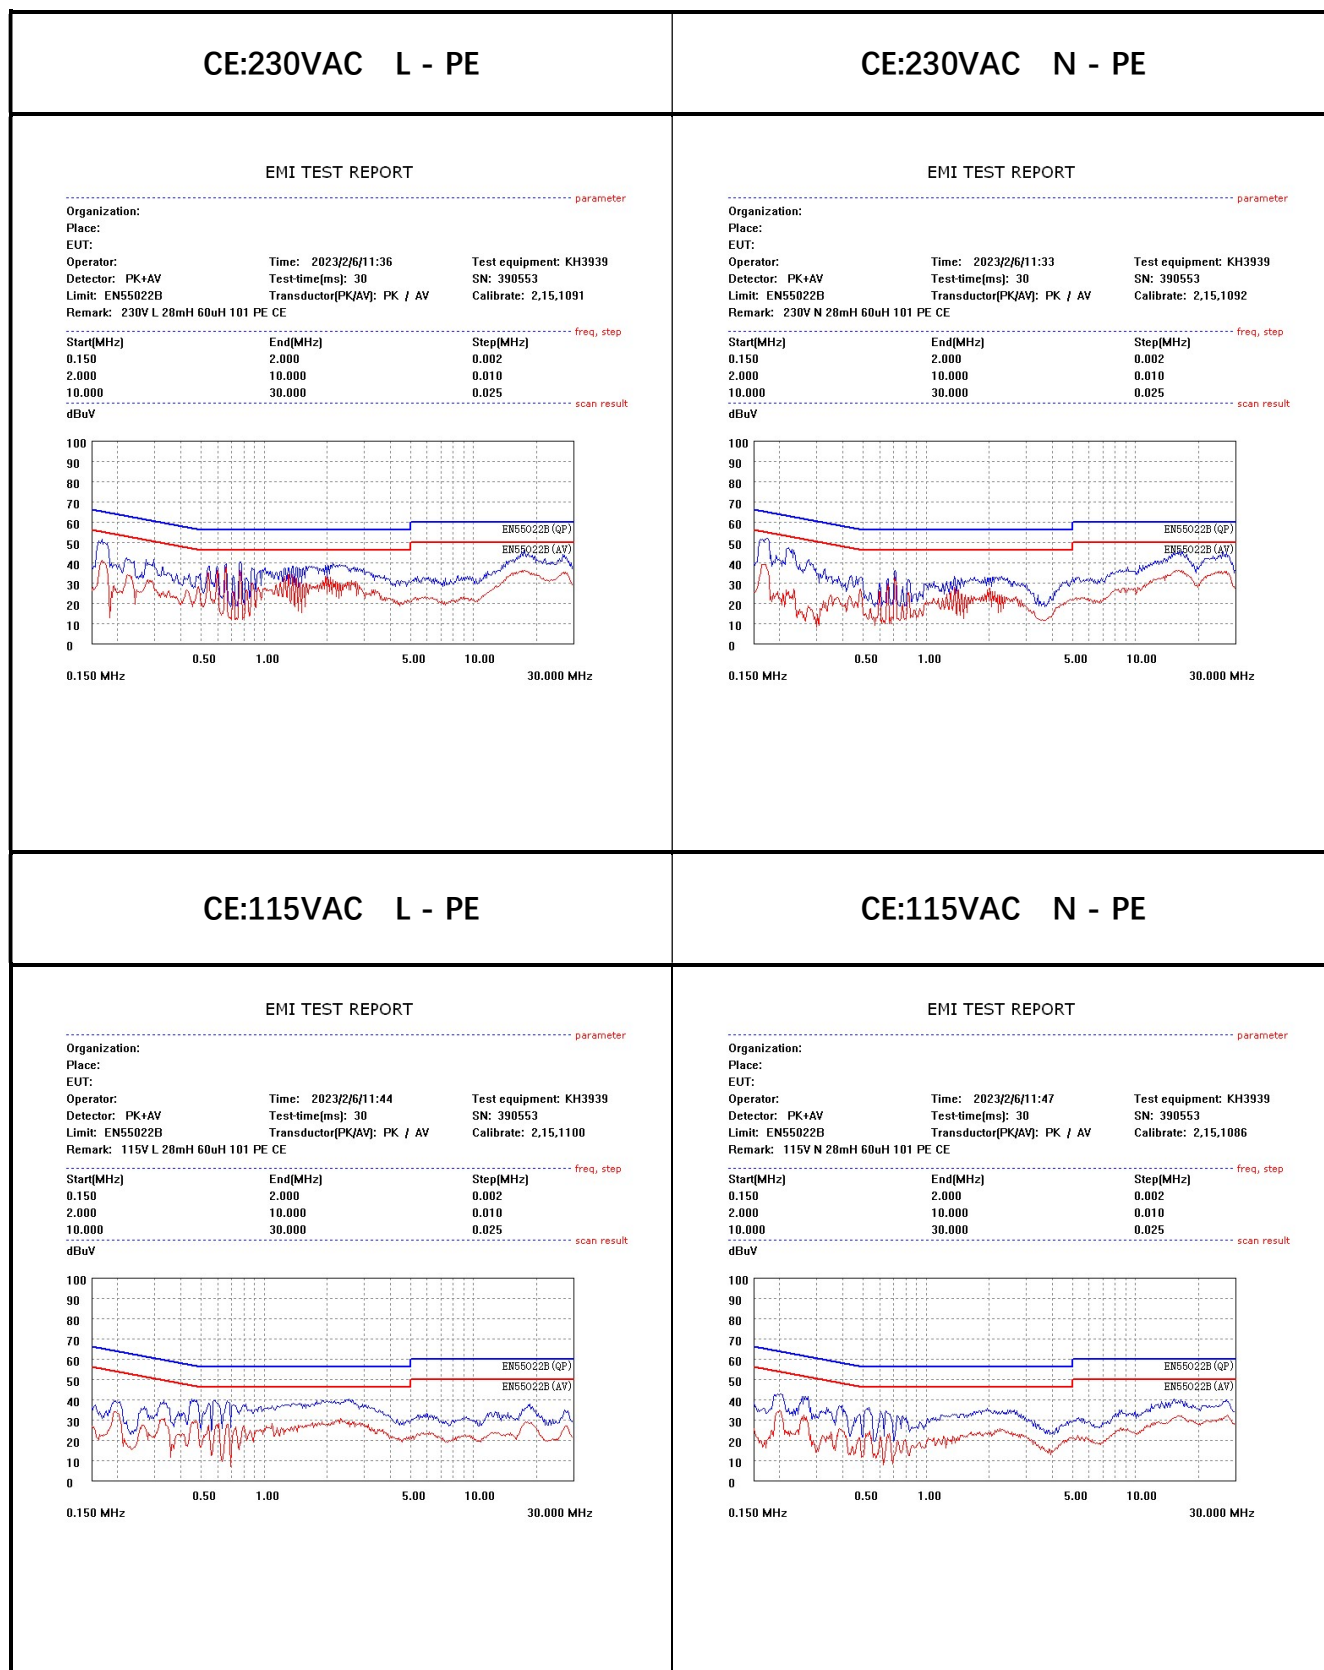 CE:230VAC L - PE
CE:230VAC N - PE
EMI TEST REPORT
parameter
Organization:
Place:
EUT:
Operator: Time: 2023/2/6/11:36 Test equipment: KH3939
Detector: PK+AV Test-time(ms): 30 SN: 390553
Limit: EN55022B Transductor(PK/AV): PK / AV Calibrate: 2,15,1091
Remark: 230V L 28mH 60uH 101 PE CE
freq, step
Start(MHz) End(MHz) Step(MHz)
0.150 2.000 0.002
2.000 10.000 0.010
10.000 30.000 0.025
scan result
dBuV
100
90
80
70
60
EN55022B(QP)
50
EN55022B(AV)
40
30
20
10
0
0.50 1.00 5.00 10.00
0.150 MHz 30.000 MHz
EMI TEST REPORT
parameter
Organization:
Place:
EUT:
Operator: Time: 2023/2/6/11:33 Test equipment: KH3939
Detector: PK+AV Test-time(ms): 30 SN: 390553
Limit: EN55022B Transductor(PK/AV): PK / AV Calibrate: 2,15,1092
Remark: 230V N 28mH 60uH 101 PE CE
freq, step
Start(MHz) End(MHz) Step(MHz)
0.150 2.000 0.002
2.000 10.000 0.010
10.000 30.000 0.025
scan result
dBuV
100
90
80
70
60
EN55022B(QP)
50
EN55022B(AV)
40
30
20
10
0
0.50 1.00 5.00 10.00
0.150 MHz 30.000 MHz
CE:115VAC L - PE
CE:115VAC N - PE
EMI TEST REPORT
parameter
Organization:
Place:
EUT:
Operator: Time: 2023/2/6/11:44 Test equipment: KH3939
Detector: PK+AV Test-time(ms): 30 SN: 390553
Limit: EN55022B Transductor(PK/AV): PK / AV Calibrate: 2,15,1100
Remark: 115V L 28mH 60uH 101 PE CE
freq, step
Start(MHz) End(MHz) Step(MHz)
0.150 2.000 0.002
2.000 10.000 0.010
10.000 30.000 0.025
scan result
dBuV
100
90
80
70
60
EN55022B(QP)
50
EN55022B(AV)
40
30
20
10
0
0.50 1.00 5.00 10.00
0.150 MHz 30.000 MHz
EMI TEST REPORT
parameter
Organization:
Place:
EUT:
Operator: Time: 2023/2/6/11:47 Test equipment: KH3939
Detector: PK+AV Test-time(ms): 30 SN: 390553
Limit: EN55022B Transductor(PK/AV): PK / AV Calibrate: 2,15,1086
Remark: 115V N 28mH 60uH 101 PE CE
freq, step
Start(MHz) End(MHz) Step(MHz)
0.150 2.000 0.002
2.000 10.000 0.010
10.000 30.000 0.025
scan result
dBuV
100
90
80
70
60
EN55022B(QP)
50
EN55022B(AV)
40
30
20
10
0
0.50 1.00 5.00 10.00
0.150 MHz 30.000 MHz